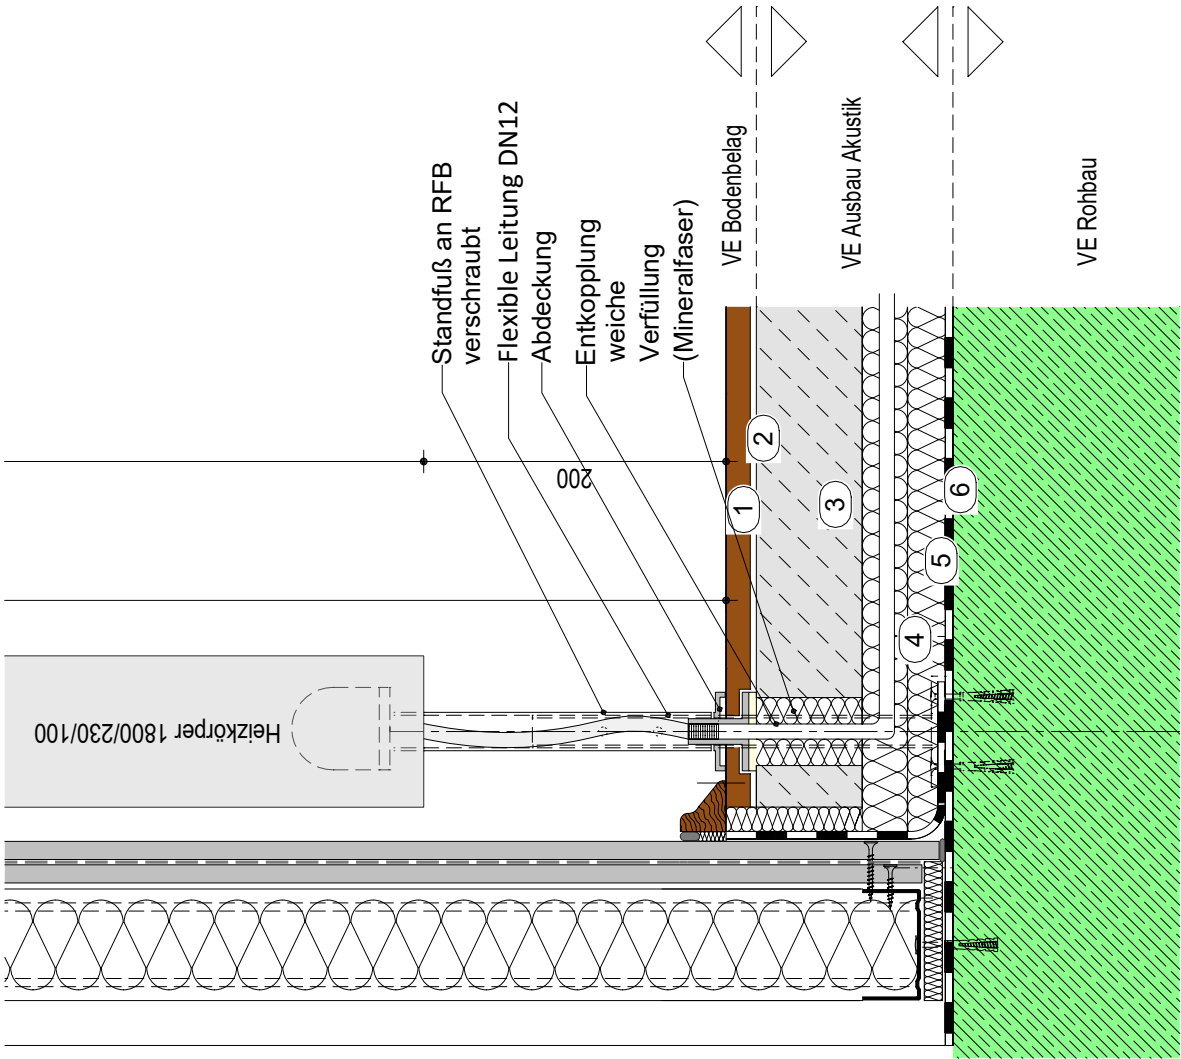 Standfuß an RFB
verschraubt
Flexible Leitung DN12
Abdeckung
Entkopplung
weiche
Verfüllung
(Mineralfaser)
VE Bodenbelag
VE Ausbau Akustik
VE Rohbau
200
Heizkörper 1800/230/100
1
2
3
4
5
6